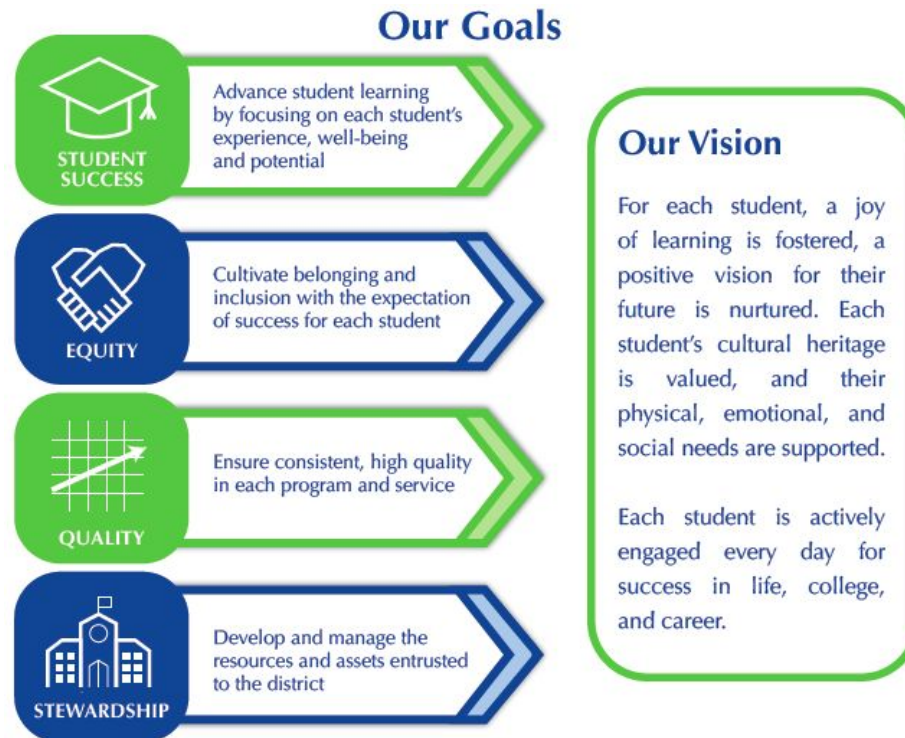 Our Goals
STUDENT
SUCCESS
Advance student learning
by focusing on each student's
experience, well-being
and potential
EQUITY
Cultivate belonging and
inclusion with the expectation
of success for each student
QUALITY
Ensure consistent, high quality
in each program and service
STEWARDSHIP
Develop and manage the
resources and assets entrusted
to the district
Our Vision
For each student, a joy
of learning is fostered, a
positive vision for their
future is nurtured. Each
student's cultural heritage
is valued, and their
physical, emotional, and
social needs are supported.
Each student is actively
engaged every day for
success in life, college,
and career.